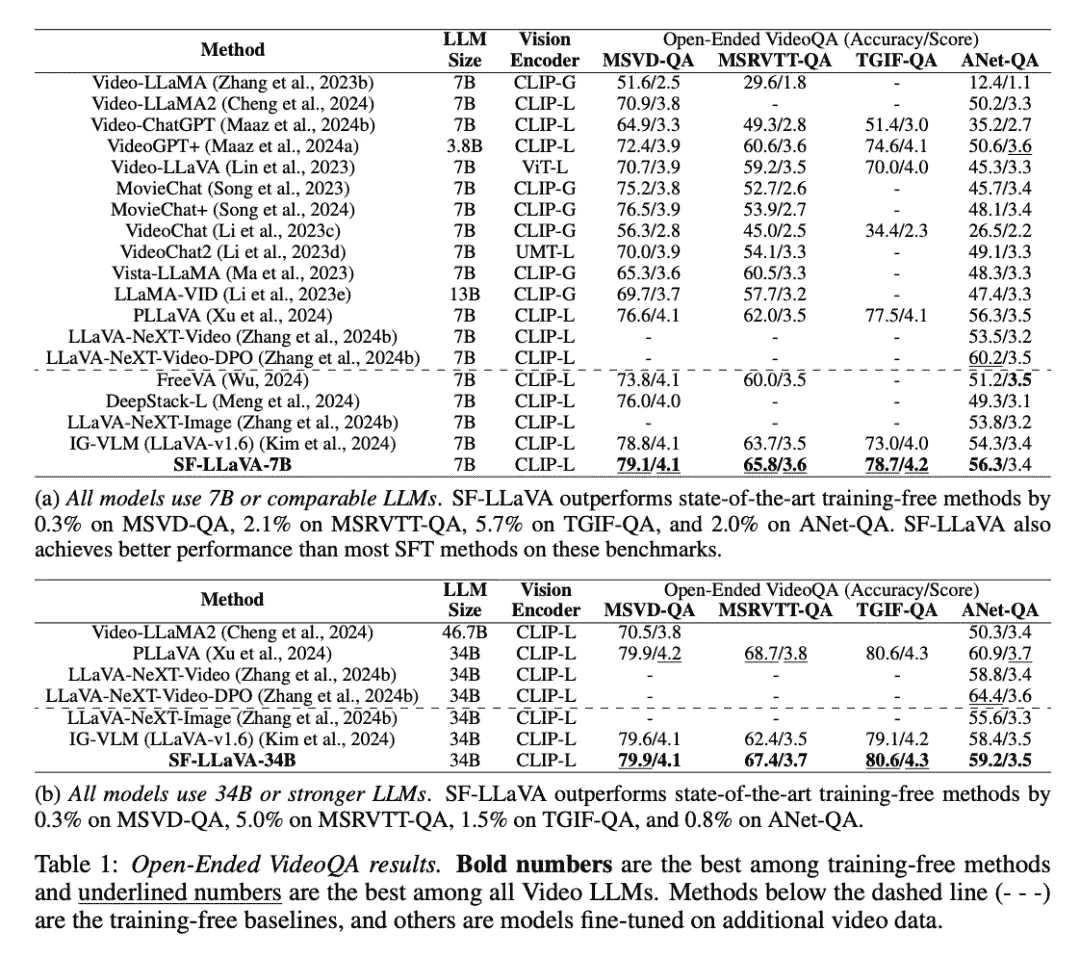 Method LLM Vision Open-Ended VideoQA (Accuracy/Score)
Size Encoder MSVD-QA MSRVTT-QA TGIF-QA ANet-QA
Video-LLaMA (Zhang et al., 2023b) 7B CLIP-G 51.6/2.5 29.6/1.8 - 12.4/1.1
Video-LLaMA2 (Cheng et al., 2024) 7B CLIP-L 70.9/3.8 - - 50.2/3.3
Video-ChatGPT (Maaz et al., 2024b) 7B CLIP-L 64.9/3.3 49.3/2.8 51.4/3.0 35.2/2.7
VideoGPT+ (Maaz et al., 2024a) 3.8B CLIP-L 72.4/3.9 60.6/3.6 74.6/4.1 50.6/3.6
Video-LLaVA (Lin et al., 2023) 7B ViT-L 70.7/3.9 59.2/3.5 70.0/4.0 45.3/3.3
MovieChat (Song et al., 2023) 7B CLIP-G 75.2/3.8 52.7/2.6 - 45.7/3.4
MovieChat+ (Song et al., 2024) 7B CLIP-G 76.5/3.9 53.9/2.7 - 48.1/3.4
VideoChat (Li et al., 2023c) 7B CLIP-G 56.3/2.8 45.0/2.5 34.4/2.3 26.5/2.2
VideoChat2 (Li et al., 2023d) 7B UMT-L 70.0/3.9 54.1/3.3 - 49.1/3.3
Vista-LLaMA (Ma et al., 2023) 7B CLIP-G 65.3/3.6 60.5/3.3 - 48.3/3.3
LLaMA-VID (Li et al., 2023e) 13B CLIP-G 69.7/3.7 57.7/3.2 - 47.4/3.3
PLLaVA (Xu et al., 2024) 7B CLIP-L 76.6/4.1 62.0/3.5 77.5/4.1 56.3/3.5
LLaVA-NeXT-Video (Zhang et al., 2024b) 7B CLIP-L - - - 53.5/3.2
LLaVA-NeXT-Video-DPO (Zhang et al., 2024b) 7B CLIP-L - - - 60.2/3.5
FreeVA (Wu, 2024) 7B CLIP-L 73.8/4.1 60.0/3.5 - 51.2/3.5
DeepStack-L (Meng et al., 2024) 7B CLIP-L 76.0/4.0 - - 49.3/3.1
LLaVA-NeXT-Image (Zhang et al., 2024b) 7B CLIP-L - - - 53.8/3.2
IG-VLM (LLaVA-v1.6) (Kim et al., 2024) 7B CLIP-L 78.8/4.1 63.7/3.5 73.0/4.0 54.3/3.4
SF-LLaVA-7B 7B CLIP-L 79.1/4.1 65.8/3.6 78.7/4.2 56.3/3.4
(a) All models use 7B or comparable LLMs. SF-LLaVA outperforms state-of-the-art training-free methods by
0.3% on MSVD-QA, 2.1% on MSRVTT-QA, 5.7% on TGIF-QA, and 2.0% on ANet-QA. SF-LLaVA also
achieves better performance than most SFT methods on these benchmarks.
Method LLM Vision Open-Ended VideoQA (Accuracy/Score)
Size Encoder MSVD-QA MSRVTT-QA TGIF-QA ANet-QA
Video-LLaMA2 (Cheng et al., 2024) 46.7B CLIP-L 70.5/3.8 50.3/3.4
PLLaVA (Xu et al., 2024) 34B CLIP-L 79.9/4.2 68.7/3.8 80.6/4.3 60.9/3.7
LLaVA-NeXT-Video (Zhang et al., 2024b) 34B CLIP-L - - - 58.8/3.4
LLaVA-NeXT-Video-DPO (Zhang et al., 2024b) 34B CLIP-L - - - 64.4/3.6
LLaVA-NeXT-Image (Zhang et al., 2024b) 34B CLIP-L - - - 55.6/3.3
IG-VLM (LLaVA-v1.6) (Kim et al., 2024) 34B CLIP-L 79.6/4.1 62.4/3.5 79.1/4.2 58.4/3.5
SF-LLaVA-34B 34B CLIP-L 79.9/4.1 67.4/3.7 80.6/4.3 59.2/3.5
(b) All models use 34B or stronger LLMs. SF-LLaVA outperforms state-of-the-art training-free methods by
0.3% on MSVD-QA, 5.0% on MSRVTT-QA, 1.5% on TGIF-QA, and 0.8% on ANet-QA.
Table 1: Open-Ended VideoQA results. Bold numbers are the best among training-free methods
and underlined numbers are the best among all Video LLMs. Methods below the dashed line (- - -)
are the training-free baselines, and others are models fine-tuned on additional video data.